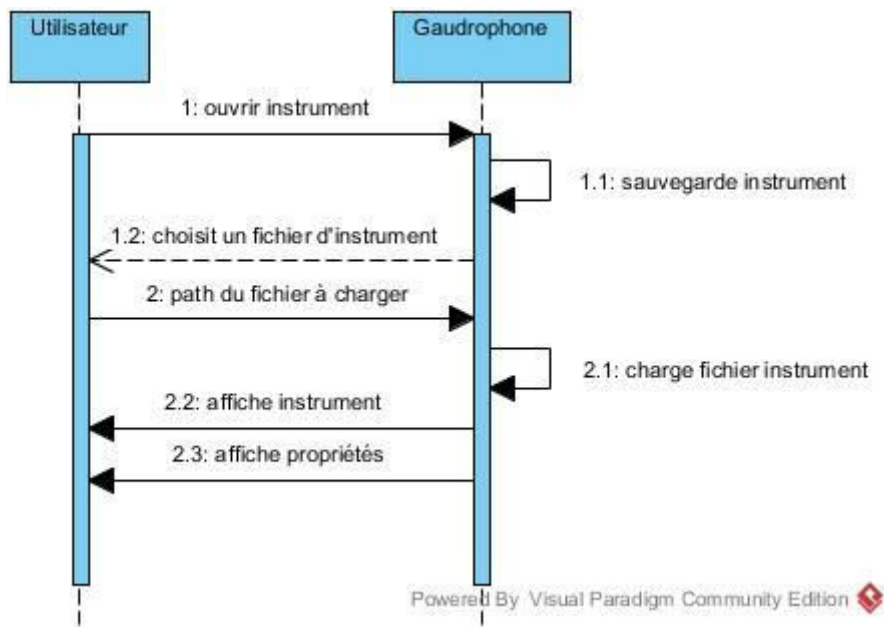 Utilisateur
Gaudrophone
1: ouvrir instrument
1.1: sauvegarde instrument
1.2: choisit un fichier d'instrument
2: path du fichier à charger
2.1: charge fichier instrument
2.2: affiche instrument
2.3: affiche propriétés
Powered By Visual Paradigm Community Edition